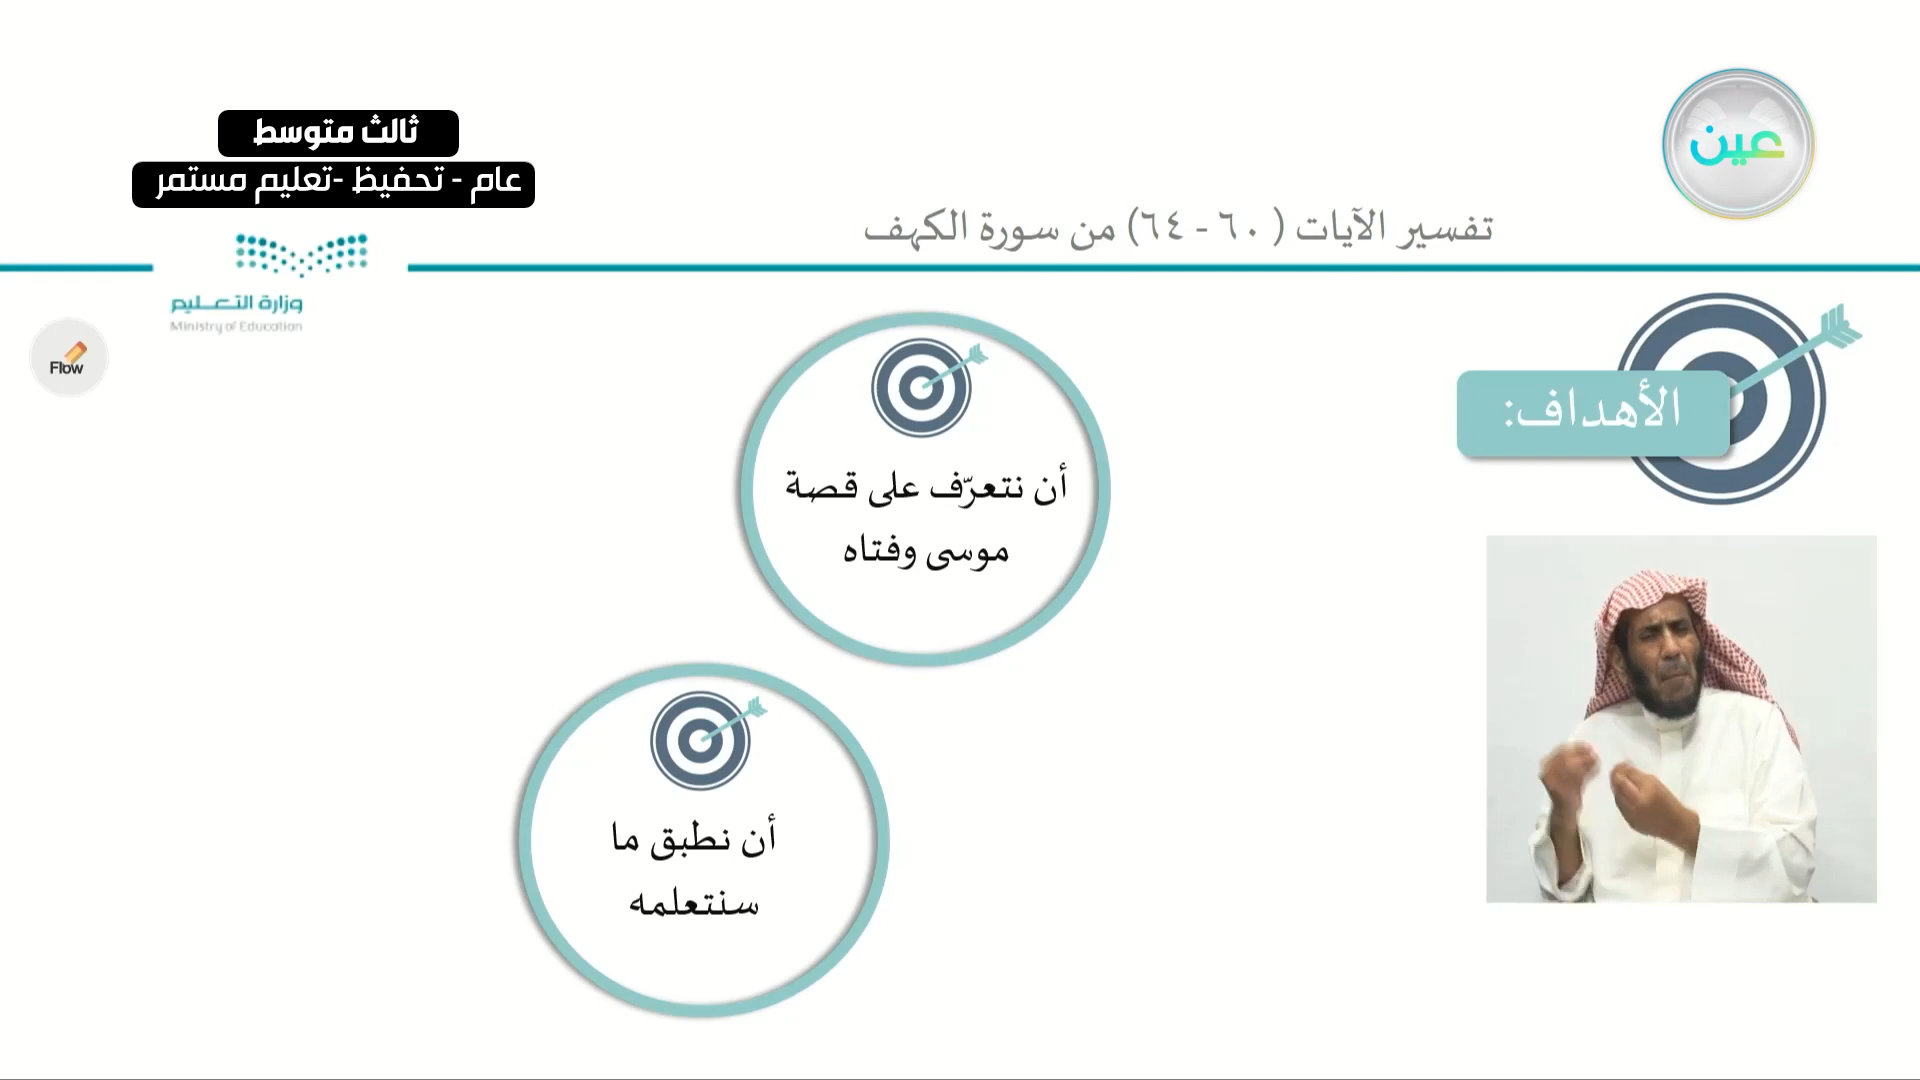 عين
ثالث متوسط
عام - تحفيظ -تعليم مستمر
تفسير الآيات ( ٦٠ - ٦٤) من سورة الكهف
وزارة التعليم
Ministry of Education
Flow
الأهداف:
أن نتعرّف على قصة
موسى وفتاه
أن نطبق ما
سنتعلمه